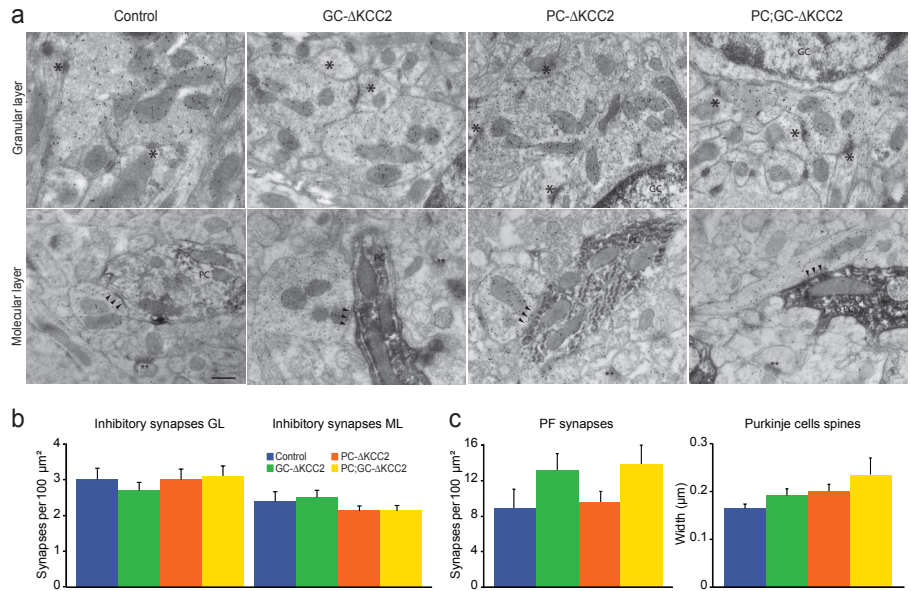 a
Control
GC-ΔKCC2
PC-ΔKCC2
PC;GC-ΔKCC2
Granular layer
*
*
*
*
*
*
*
GC
GC
*
*
*
Molecular layer
PC
**
PC
**
PC
**
PC
**
b
Inhibitory synapses GL
Inhibitory synapses ML
Synapses per 100 µm²
4
3
2
1
0
Control
PC-ΔKCC2
GC-ΔKCC2
PC;GC-ΔKCC2
c
PF synapses
Synapses per 100 µm²
16
12
8
4
0
Purkinje cells spines
Width (µm)
0.3
0.2
0.1
0